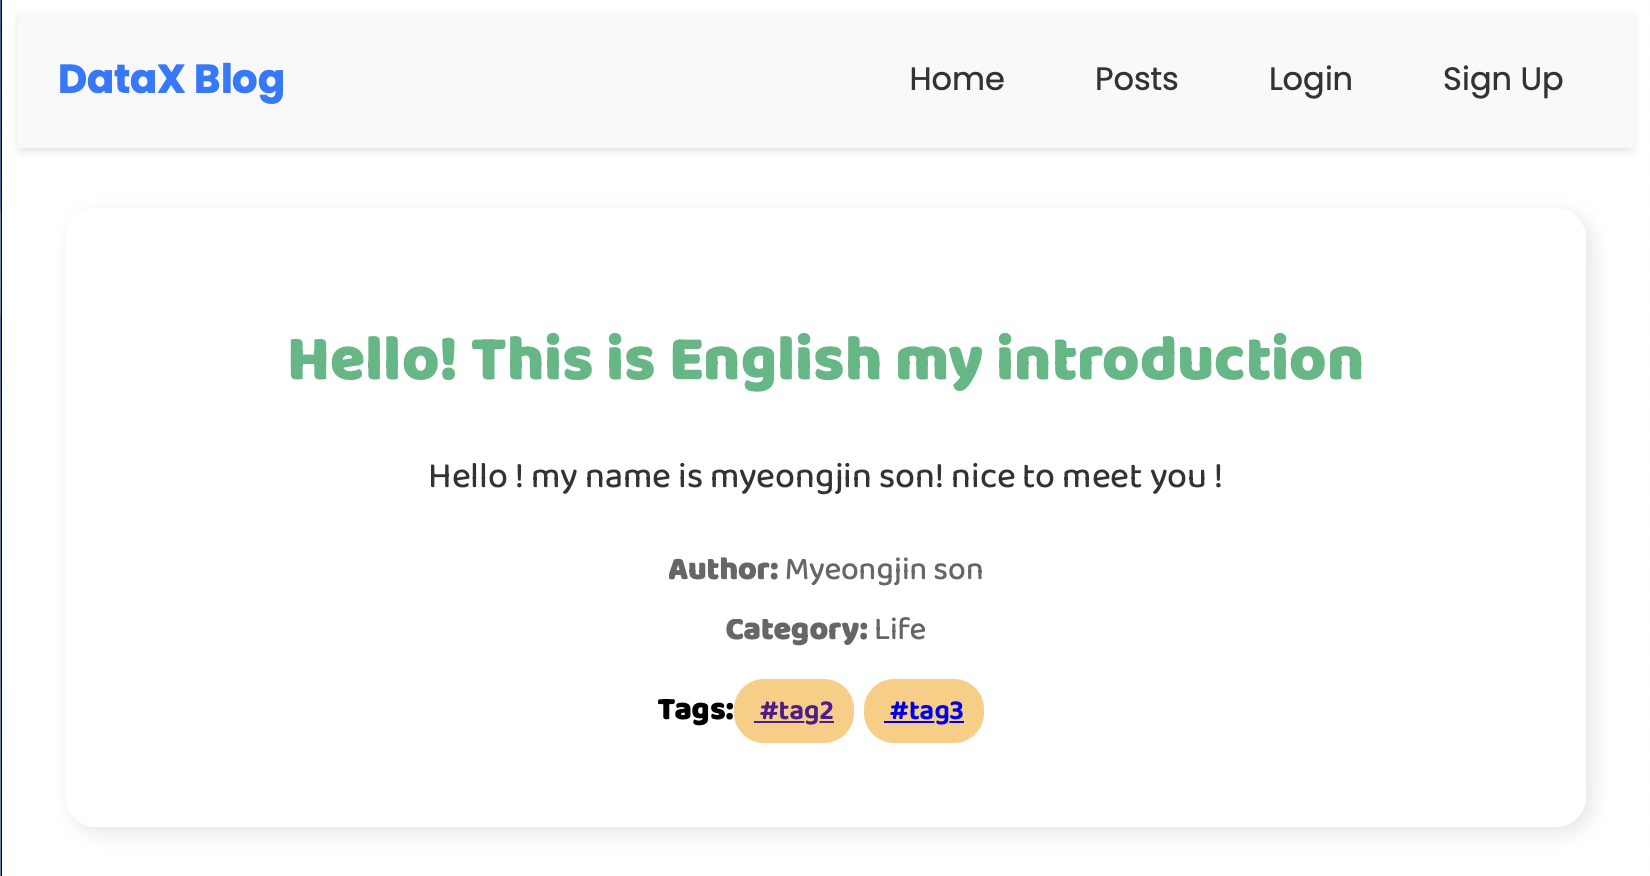 DataX Blog Home Posts Login Sign Up
Hello! This is English my introduction
Hello ! my name is myeongjin son! nice to meet you !
Author: Myeongjin son
Category: Life
Tags: #tag2 #tag3